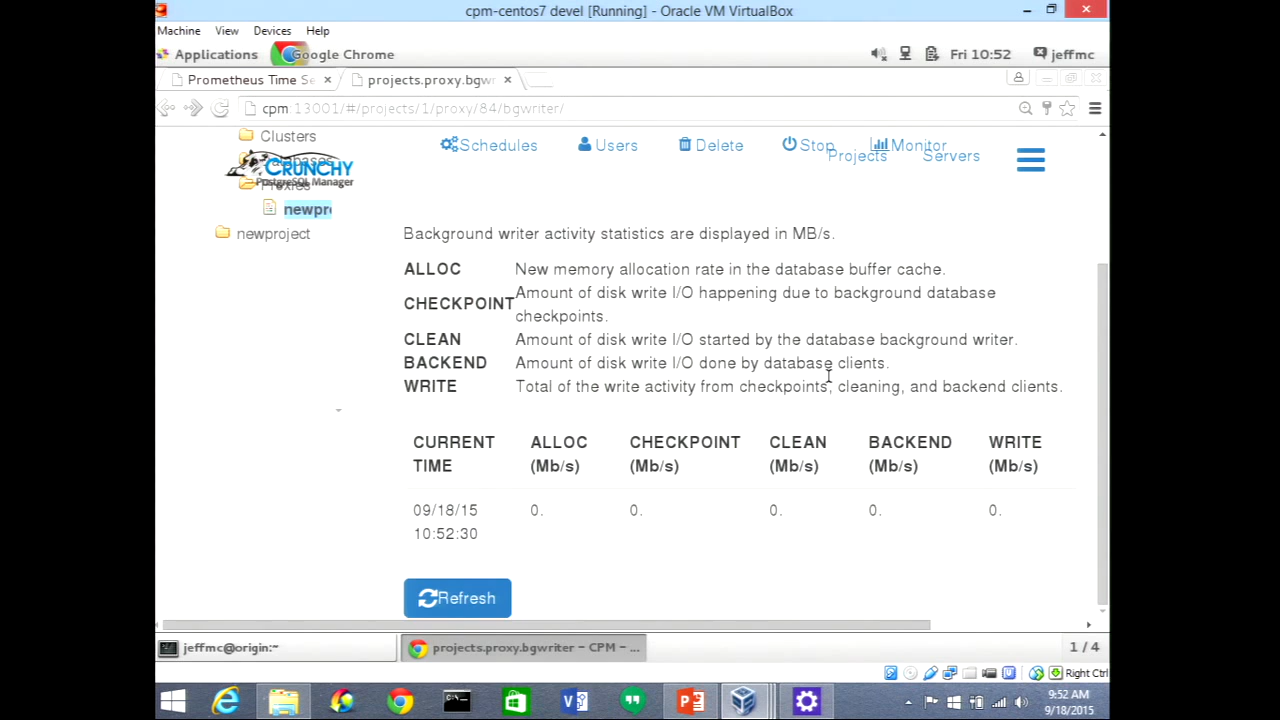 cpm-centos7 devel [Running] - Oracle VM VirtualBox
Machine View Devices Help
Applications Google Chrome Fri 10:52 jeffmc
Prometheus Time Se projects.proxy.bgwr
cpm:13001/#/projects/1/proxy/84/bgwriter/
Clusters
Schedules Users Delete Stop Monitor
Projects Servers
Databases
CRUNCHY
PostgreSQL Manager
Proxies
newpr
newproject
Background writer activity statistics are displayed in MB/s.
ALLOC New memory allocation rate in the database buffer cache.
CHECKPOINT Amount of disk write I/O happening due to background database
checkpoints.
CLEAN Amount of disk write I/O started by the database background writer.
BACKEND Amount of disk write I/O done by database clients.
WRITE Total of the write activity from checkpoints, cleaning, and backend clients.
CURRENT TIME ALLOC (Mb/s) CHECKPOINT (Mb/s) CLEAN (Mb/s) BACKEND (Mb/s) WRITE (Mb/s)
09/18/15 10:52:30 0. 0. 0. 0. 0.
Refresh
jeffmc@origin:~ projects.proxy.bgwriter – CPM – ... 1 / 4
Right Ctrl
9:52 AM
9/18/2015